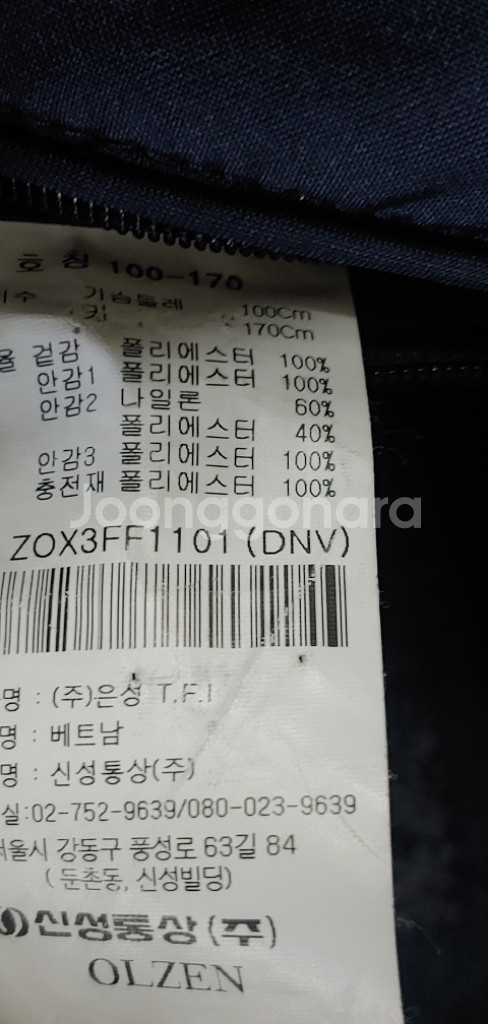 호칭 100-170
치수 가슴둘레 100Cm
키 170Cm
율 겉감 폴리에스터 100%
안감1 폴리에스터 100%
안감2 나일론 60%
폴리에스터 40%
안감3 폴리에스터 100%
충전재 폴리에스터 100%
Joonggonara
ZOX3FF1101 (DNV)
명 : (주)은성 T.F.I
명 : 베트남
명 : 신성통상(주)
실:02-752-9639/080-023-9639
서울시 강동구 풍성로 63길 84
(둔촌동, 신성빌딩)
신성통상(주)
OLZEN